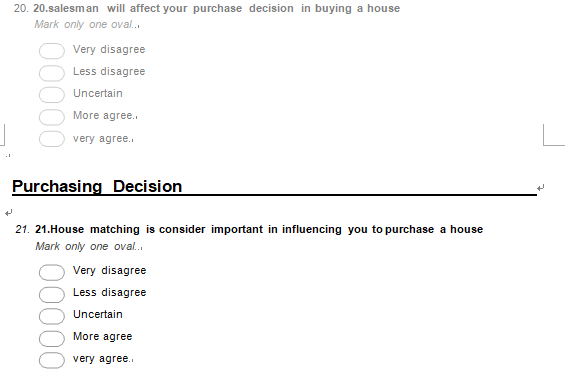 20. 20.salesman will affect your purchase decision in buying a house
Mark only one oval..
Very disagree
Less disagree
Uncertain
More agree.
very agree.
Purchasing Decision
21. 21.House matching is consider important in influencing you to purchase a house
Mark only one oval..
Very disagree
Less disagree
Uncertain
More agree
very agree.